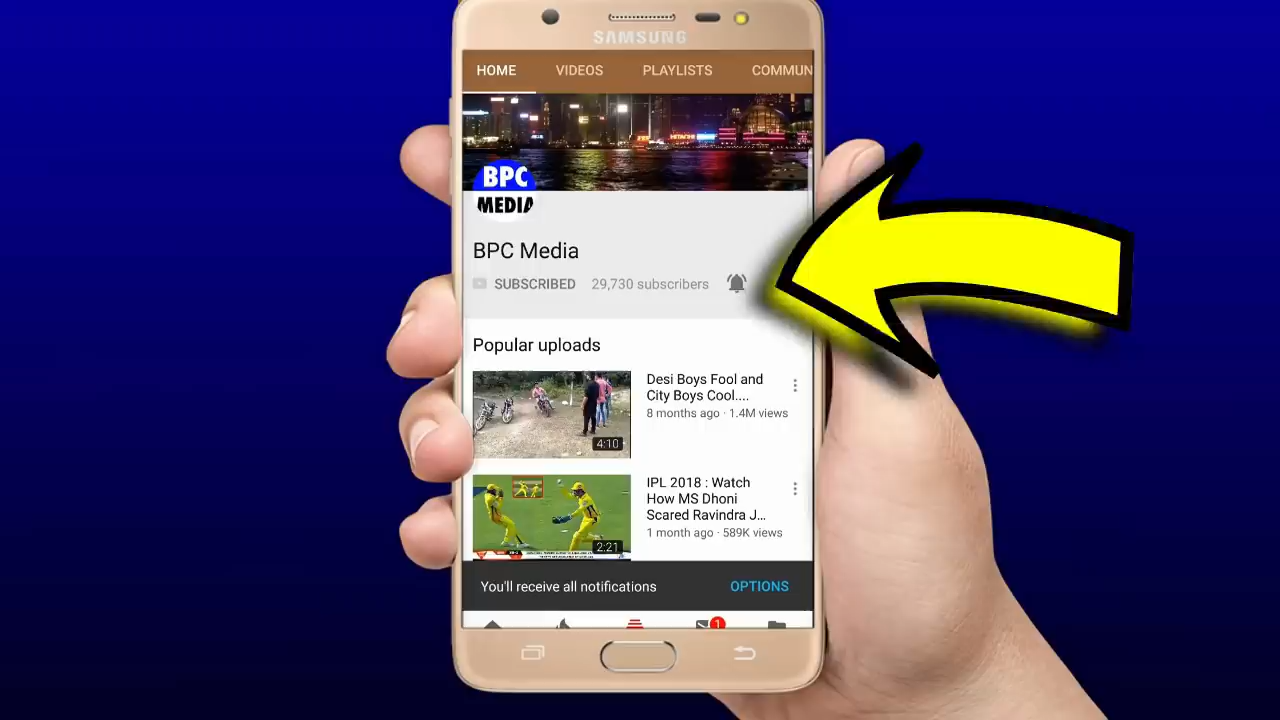 SAMSUNG
HOME VIDEOS PLAYLISTS COMMUN
HITACHI
BPC
MEDIA
BPC Media
SUBSCRIBED 29,730 subscribers
Popular uploads
Desi Boys Fool and
City Boys Cool....
8 months ago · 1.4M views
4:10
IPL 2018 : Watch
How MS Dhoni
Scared Ravindra J...
1 month ago · 589K views
2:21
You'll receive all notifications OPTIONS
1